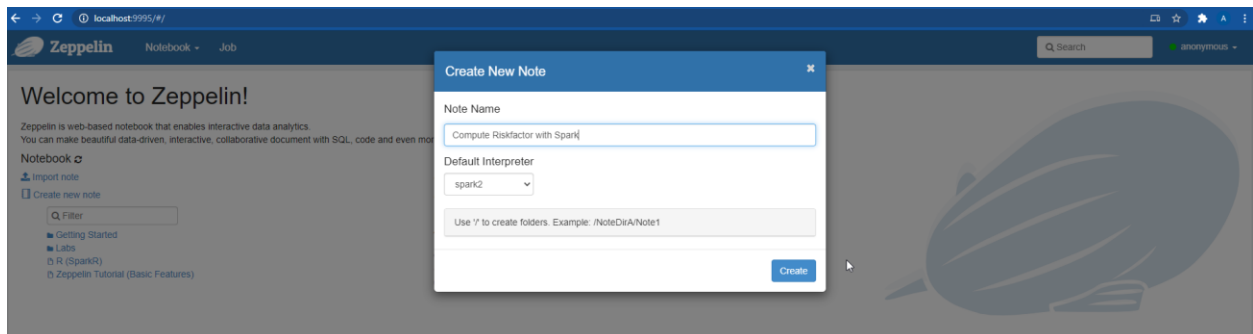 localhost:9995/#/
A
Zeppelin
Notebook
Job
Search
anonymous
Welcome to Zeppelin!
Zeppelin is web-based notebook that enables interactive data analytics.
You can make beautiful data-driven, interactive, collaborative document with SQL, code and even mor
Notebook
Import note
Create new note
Filter
Getting Started
Labs
R (SparkR)
Zeppelin Tutorial (Basic Features)
Create New Note
×
Note Name
Compute Riskfactor with Spark
Default Interpreter
spark2
Use '/' to create folders. Example: /NoteDirA/Note1
Create